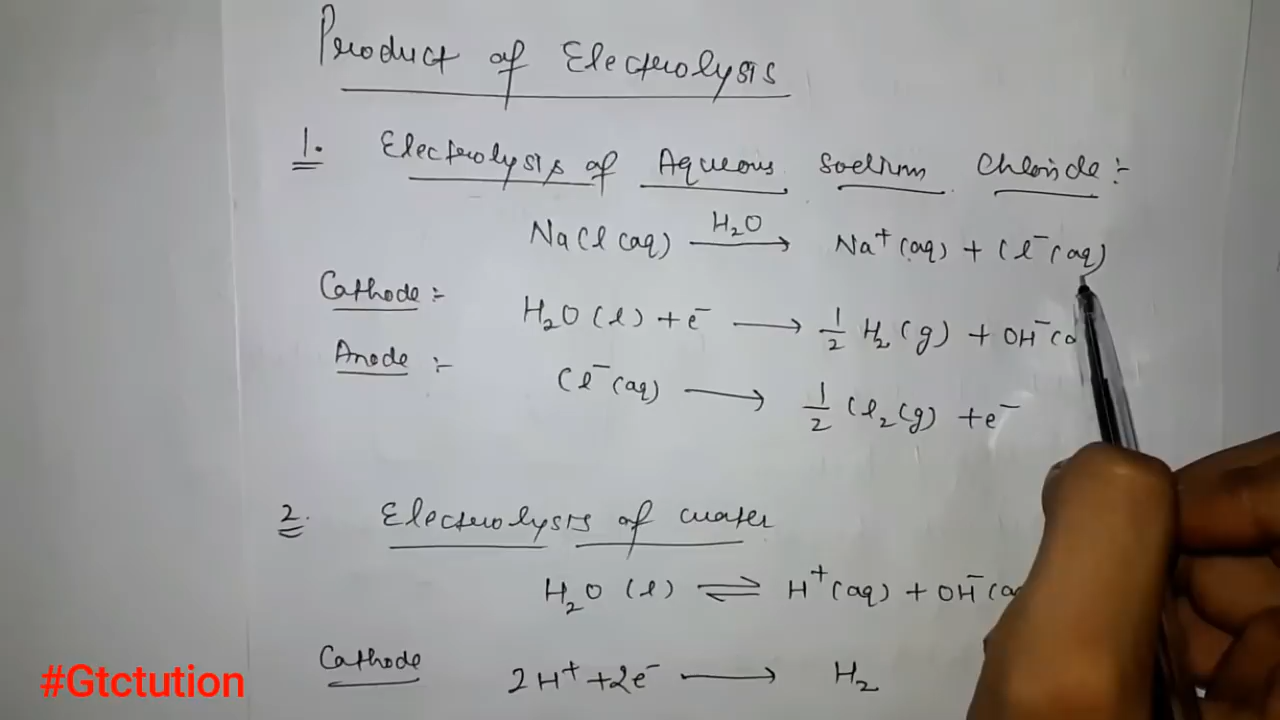 Product of Electrolysis
1. Electrolysis of Aqueous Sodium Chloride :-
NaCl (aq) —H₂O→ Na⁺(aq) + Cl⁻(aq)
Cathode :- H₂O (l) + e⁻ → 1/2 H₂ (g) + OH⁻(a
Anode :- Cl⁻(aq) → 1/2 Cl₂(g) + e⁻
2. Electrolysis of water
H₂O (l) ⇌ H⁺(aq) + OH⁻(aq
Cathode 2H⁺ + 2e⁻ → H₂
#Gtctution